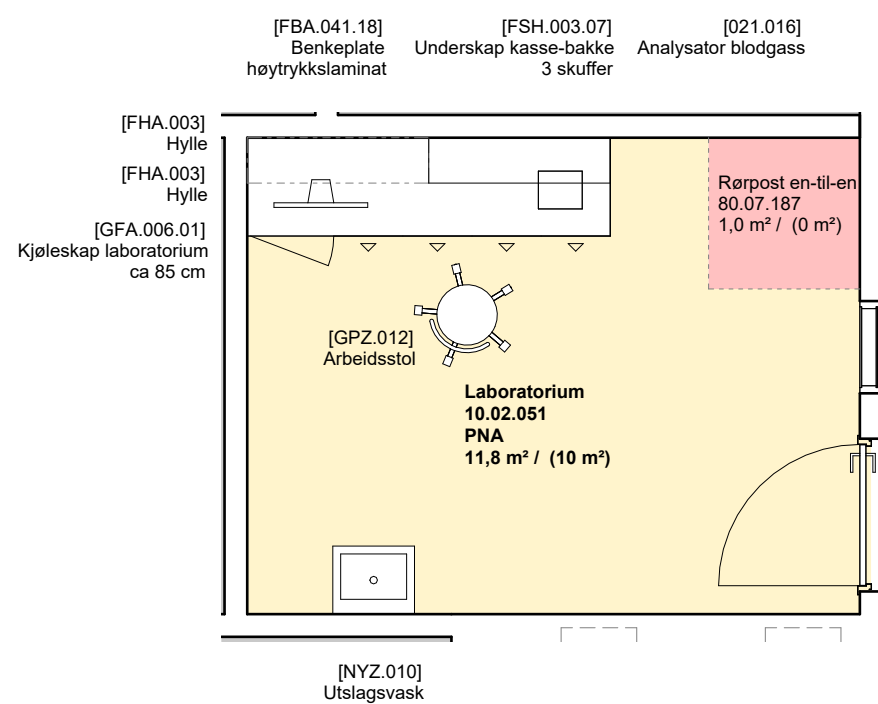 [FBA.041.18]
Benkeplate
høytrykkslaminat
[FSH.003.07]
Underskap kasse-bakke
3 skuffer
[021.016]
Analysator blodgass
[FHA.003]
Hylle
[FHA.003]
Hylle
[GFA.006.01]
Kjøleskap laboratorium
ca 85 cm
Rørpost en-til-en
80.07.187
1,0 m² / (0 m²)
[GPZ.012]
Arbeidsstol
Laboratorium
10.02.051
PNA
11,8 m² / (10 m²)
[NYZ.010]
Utslagsvask